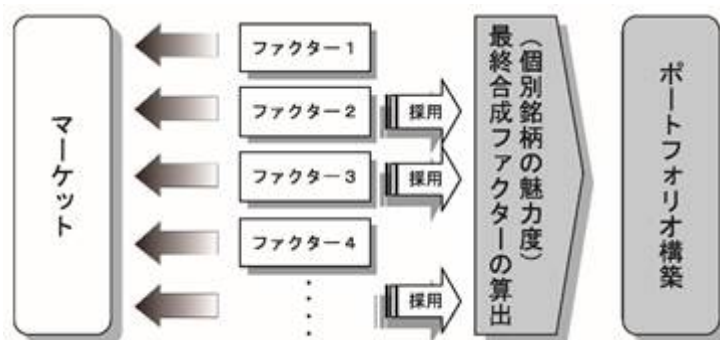 マーケット
ファクター1
ファクター2
採用
ファクター3
採用
ファクター4
採用
(個別銘柄の魅力度)
最終合成ファクターの算出
ポートフォリオ構築